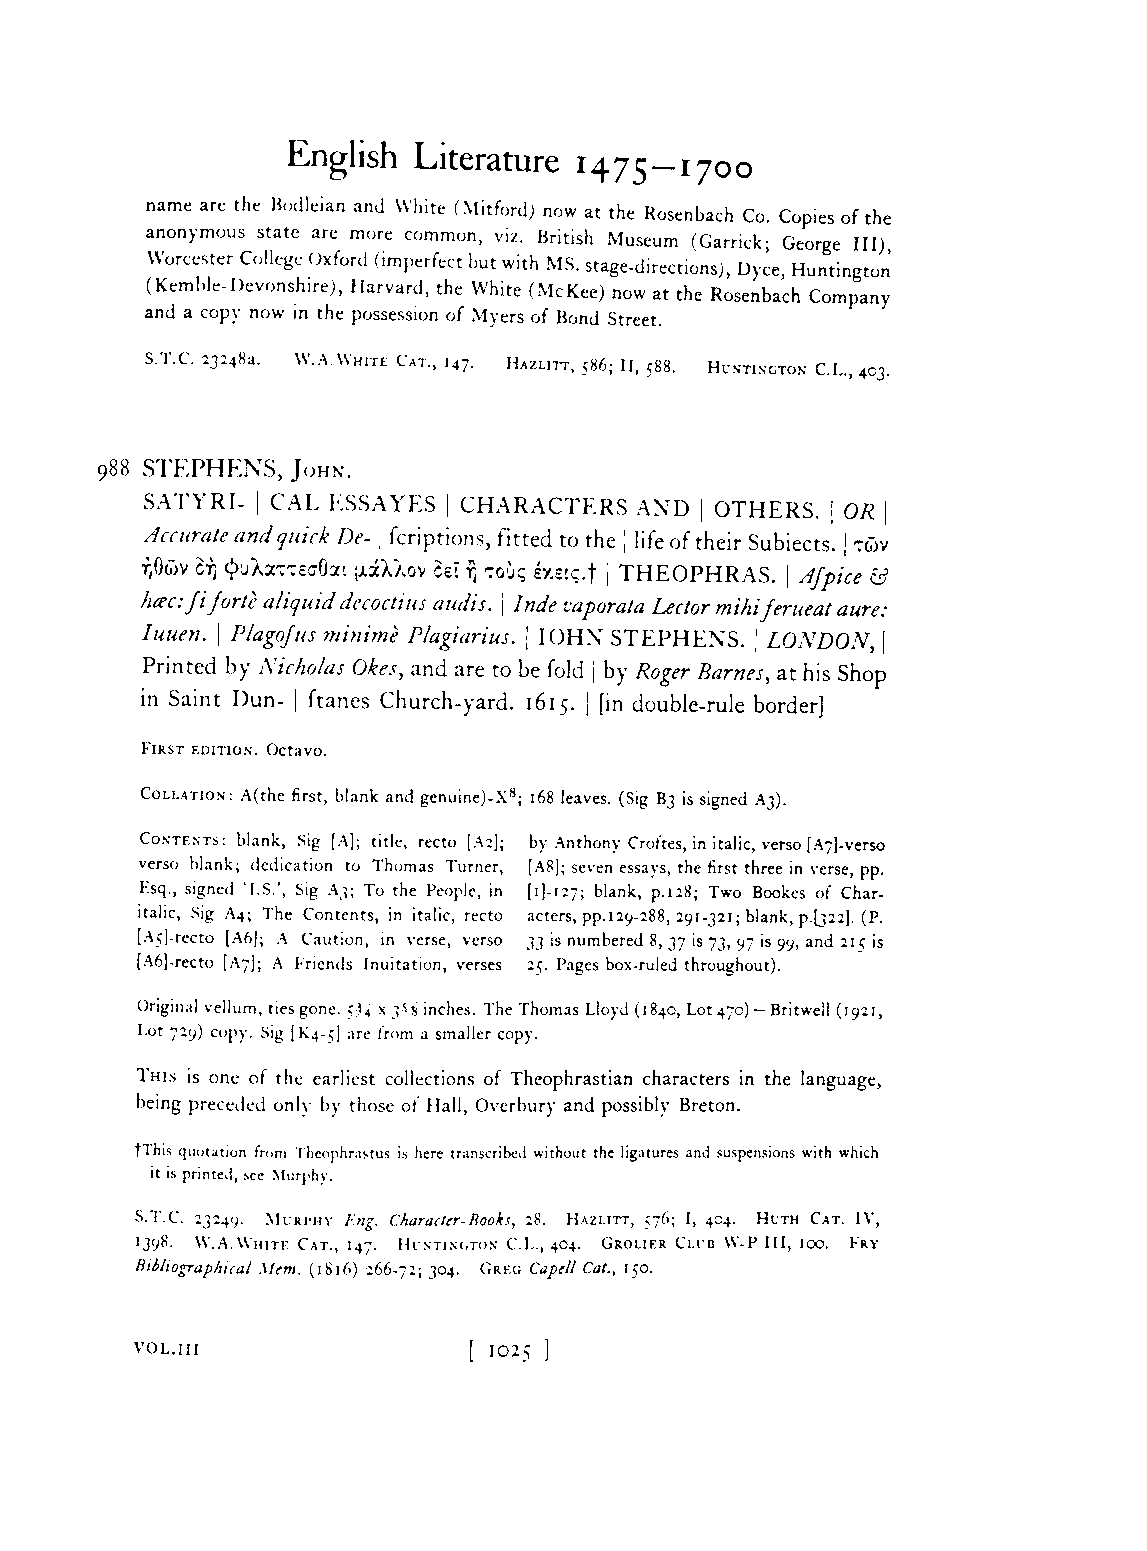 English Literature 1475—1700
name are the Bodleian and White (Mitford) now at the Rosenbach Co. Copies of the
anonymous state are more common, viz. British Museum (Garrick; George III),
Worcester College Oxford (imperfect but with MS. stage-directions), Dyce, Huntington
(Kemble-Devonshire), Harvard, the White (McKee) now at the Rosenbach Company
and a copy now in the possession of Myers of Bond Street.
S.T.C. 23248a. W.A.WHITE CAT., 147. HAZLITT, 586; II, 588. HUNTINGTON C.L., 403.
988 STEPHENS, JOHN.
SATYRI- | CAL ESSAYES | CHARACTERS AND | OTHERS. | OR |
Accurate and quick De- | ſcriptions, fitted to the | life of their Subiects. | τῶν
ἠθῶν δὴ φυλάττεσθαι μᾶλλον δεῖ ἢ τοὺς ἔχεις.† | THEOPHRAS. | Aſpice &
hæc: ſi fortè aliquid decoctius audis. | Inde vaporata Lector mihi ferueat aure:
Iuuen. | Plagoſus minimè Plagiarius. | IOHN STEPHENS. | LONDON, |
Printed by Nicholas Okes, and are to be ſold | by Roger Barnes, at his Shop
in Saint Dun- | ſtanes Church-yard. 1615. | [in double-rule border]
FIRST EDITION. Octavo.
COLLATION: A(the first, blank and genuine)-X⁸; 168 leaves. (Sig B3 is signed A3).
CONTENTS: blank, Sig [A]; title, recto [A2];
verso blank; dedication to Thomas Turner,
Esq., signed 'I.S.', Sig A3; To the People, in
italic, Sig A4; The Contents, in italic, recto
[A5]-recto [A6]; A Caution, in verse, verso
[A6]-recto [A7]; A Friends Inuitation, verses
by Anthony Croftes, in italic, verso [A7]-verso
[A8]; seven essays, the first three in verse, pp.
[1]-127; blank, p.128; Two Bookes of Char-
acters, pp.129-288, 291-321; blank, p.[322]. (P.
33 is numbered 8, 37 is 73, 97 is 99, and 215 is
25. Pages box-ruled throughout).
Original vellum, ties gone. 5¾ x 3⅝ inches. The Thomas Lloyd (1840, Lot 470) — Britwell (1921,
Lot 729) copy. Sig [K4-5] are from a smaller copy.
THIS is one of the earliest collections of Theophrastian characters in the language,
being preceded only by those of Hall, Overbury and possibly Breton.
†This quotation from Theophrastus is here transcribed without the ligatures and suspensions with which
it is printed, see Murphy.
S.T.C. 23249. MURPHY Eng. Character-Books, 28. HAZLITT, 576; I, 404. HUTH CAT. IV,
1398. W.A.WHITE CAT., 147. HUNTINGTON C.L., 404. GROLIER CLUB W-P III, 100. FRY
Bibliographical Mem. (1816) 266-72; 304. GREG Capell Cat., 150.
VOL.III [ 1025 ]